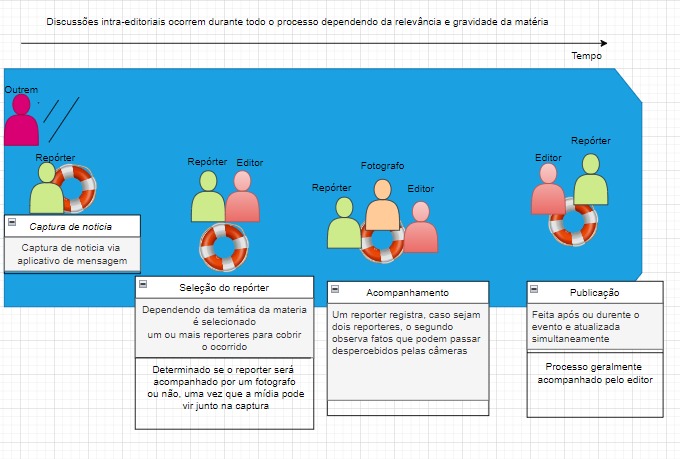 Discussões intra-editoriais ocorrem durante todo o processo dependendo da relevância e gravidade da matéria
Tempo
Outrem
Repórter
Captura de noticia
Captura de noticia via
aplicativo de mensagem
Repórter
Editor
Seleção do repórter
Dependendo da temática da materia
é selecionado
um ou mais reporteres para cobrir
o ocorrido
Determinado se o reporter será
acompanhado por um fotografo
ou não, uma vez que a mídia pode
vir junto na captura
Fotografo
Repórter
Editor
Acompanhamento
Um reporter registra, caso sejam
dois reporteres, o segundo
observa fatos que podem passar
despercebidos pelas câmeras
Repórter
Editor
Publicação
Feita após ou durante o
evento e atualizada
simultaneamente
Processo geralmente
acompanhado pelo editor